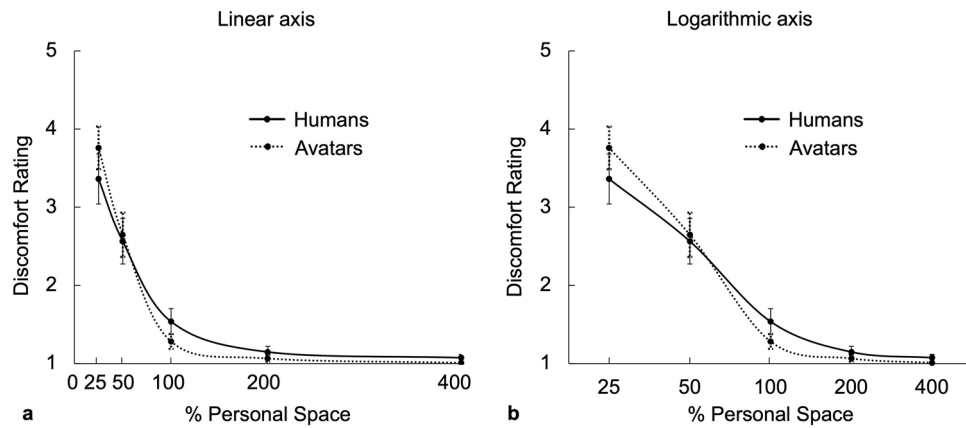 Linear axis
5
4
3
2
1
Discomfort Rating
Humans
Avatars
0 25 50 100 200 400
% Personal Space
a
Logarithmic axis
5
4
3
2
1
Discomfort Rating
Humans
Avatars
25 50 100 200 400
% Personal Space
b